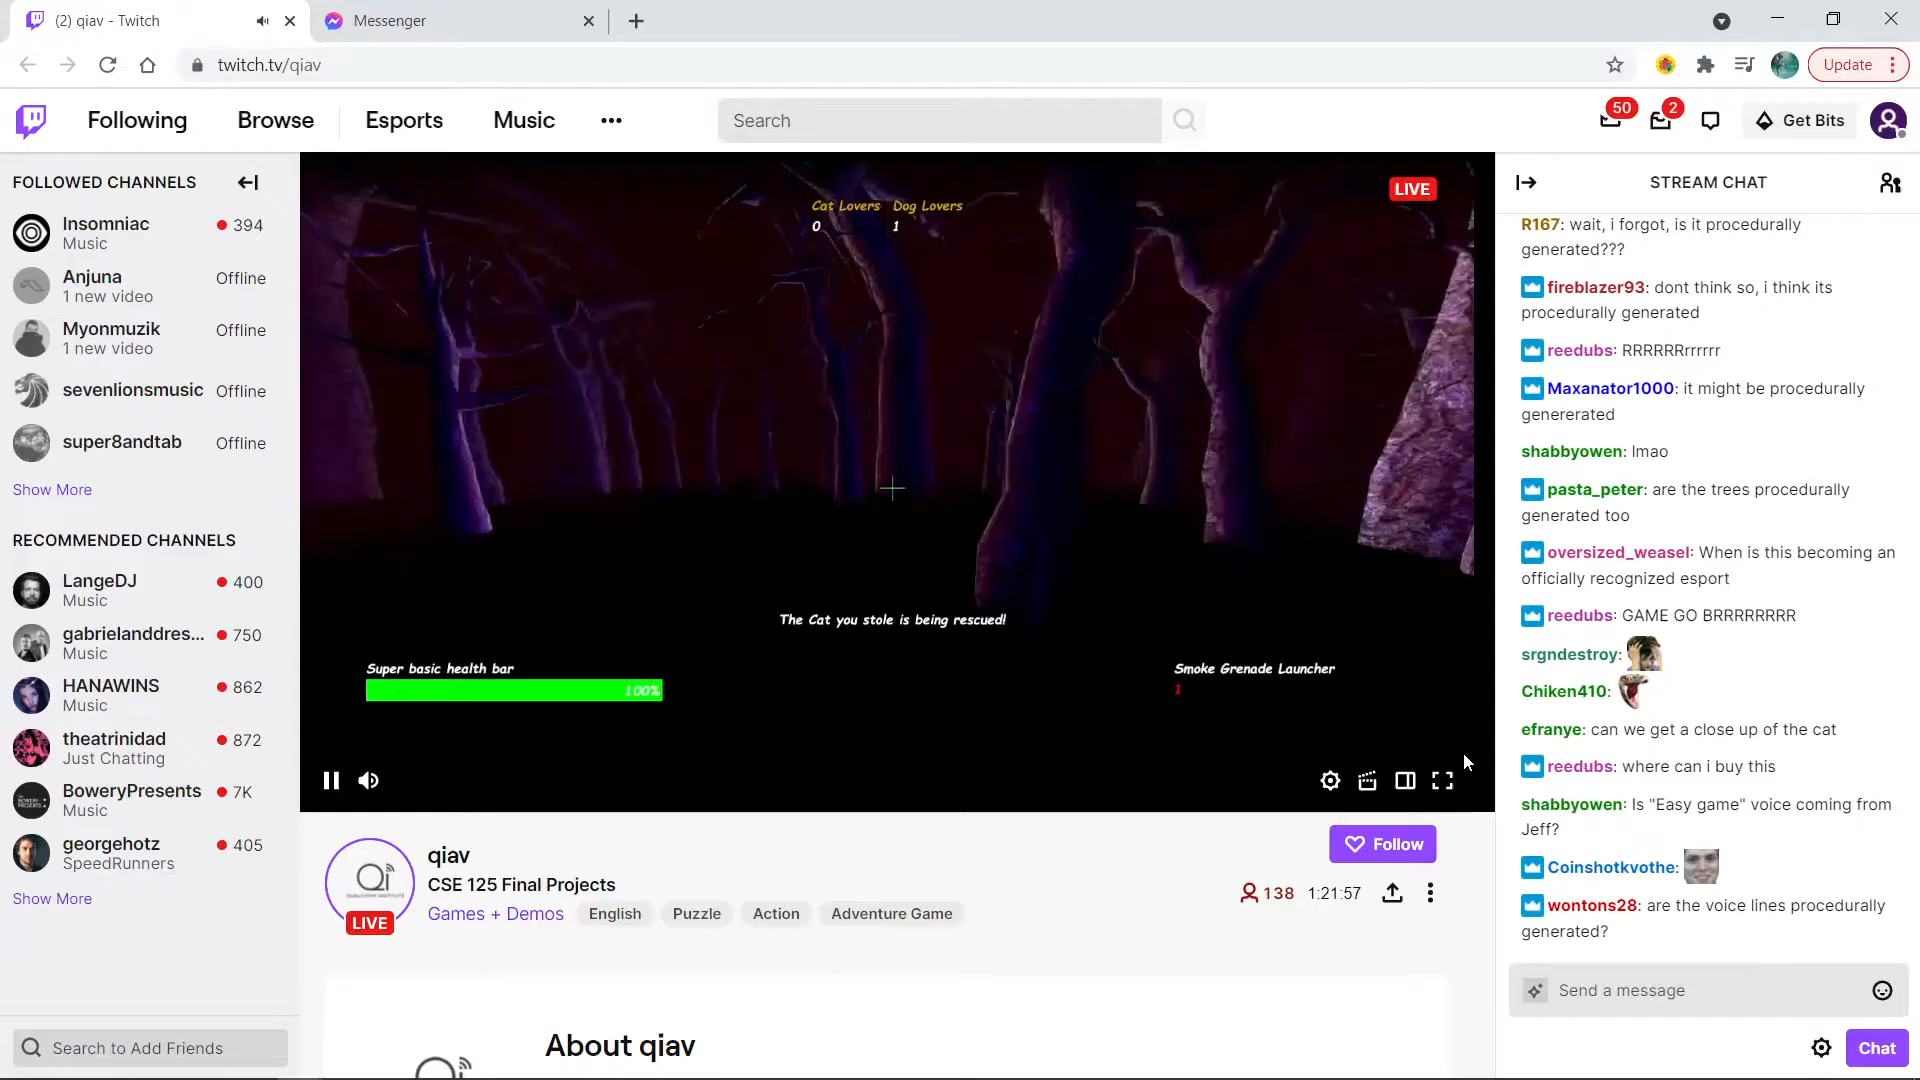 (2) qiav - Twitch
Messenger
twitch.tv/qiav
Update
Following
Browse
Esports
Music
Search
50
2
Get Bits
FOLLOWED CHANNELS
Insomniac
394
Music
Anjuna
Offline
1 new video
Myonmuzik
Offline
1 new video
sevenlionsmusic
Offline
super8andtab
Offline
Show More
RECOMMENDED CHANNELS
LangeDJ
400
Music
gabrielanddres...
750
Music
HANAWINS
862
Music
theatrinidad
872
Just Chatting
BoweryPresents
7K
Music
georgehotz
405
SpeedRunners
Show More
Search to Add Friends
LIVE
Cat Lovers Dog Lovers
0 1
The Cat you stole is being rescued!
Super basic health bar
100%
Smoke Grenade Launcher
1
qiav
CSE 125 Final Projects
Games + Demos
English
Puzzle
Action
Adventure Game
Qi
LIVE
Follow
138
1:21:57
About qiav
STREAM CHAT
R167: wait, i forgot, is it procedurally
generated???
fireblazer93: dont think so, i think its
procedurally generated
reedubs: RRRRRRrrrrrr
Maxanator1000: it might be procedurally
genererated
shabbyowen: lmao
pasta_peter: are the trees procedurally
generated too
oversized_weasel: When is this becoming an
officially recognized esport
reedubs: GAME GO BRRRRRRRR
srgndestroy:
Chiken410:
efranye: can we get a close up of the cat
reedubs: where can i buy this
shabbyowen: Is "Easy game" voice coming from
Jeff?
Coinshotkvothe:
wontons28: are the voice lines procedurally
generated?
Send a message
Chat